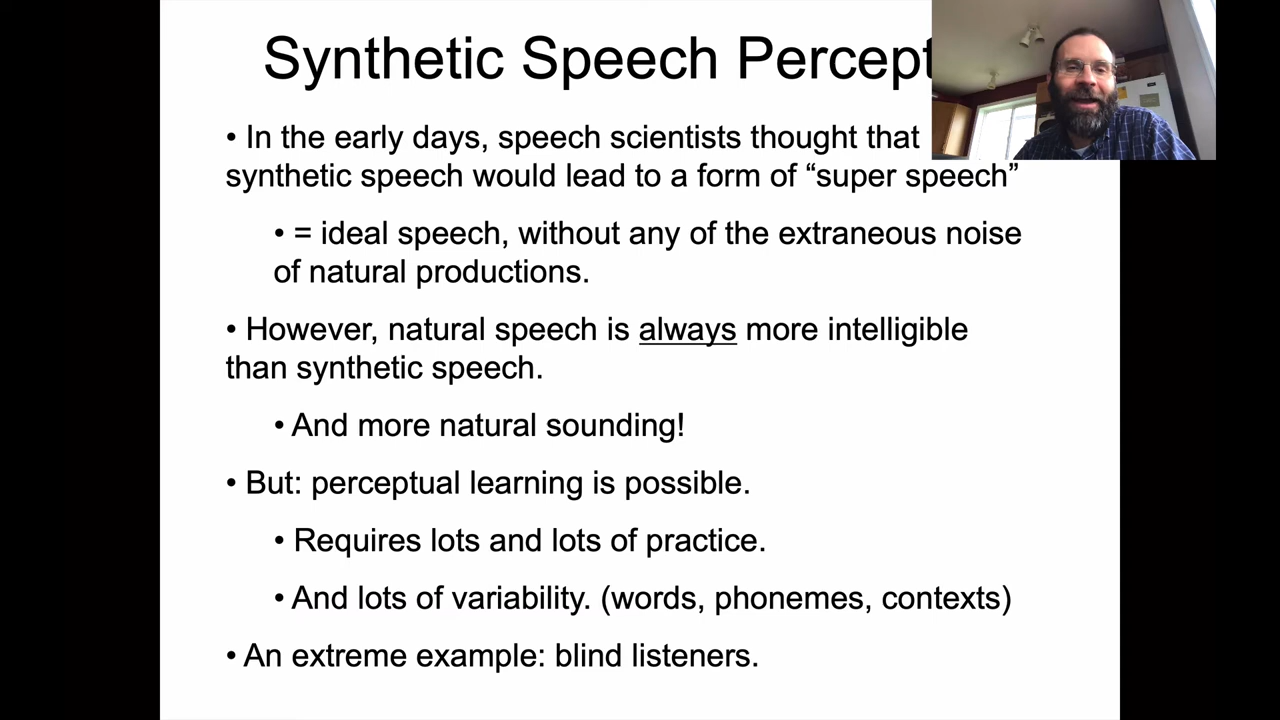 Synthetic Speech Percept
• In the early days, speech scientists thought that
synthetic speech would lead to a form of “super speech”
• = ideal speech, without any of the extraneous noise
of natural productions.
• However, natural speech is always more intelligible
than synthetic speech.
• And more natural sounding!
• But: perceptual learning is possible.
• Requires lots and lots of practice.
• And lots of variability. (words, phonemes, contexts)
• An extreme example: blind listeners.